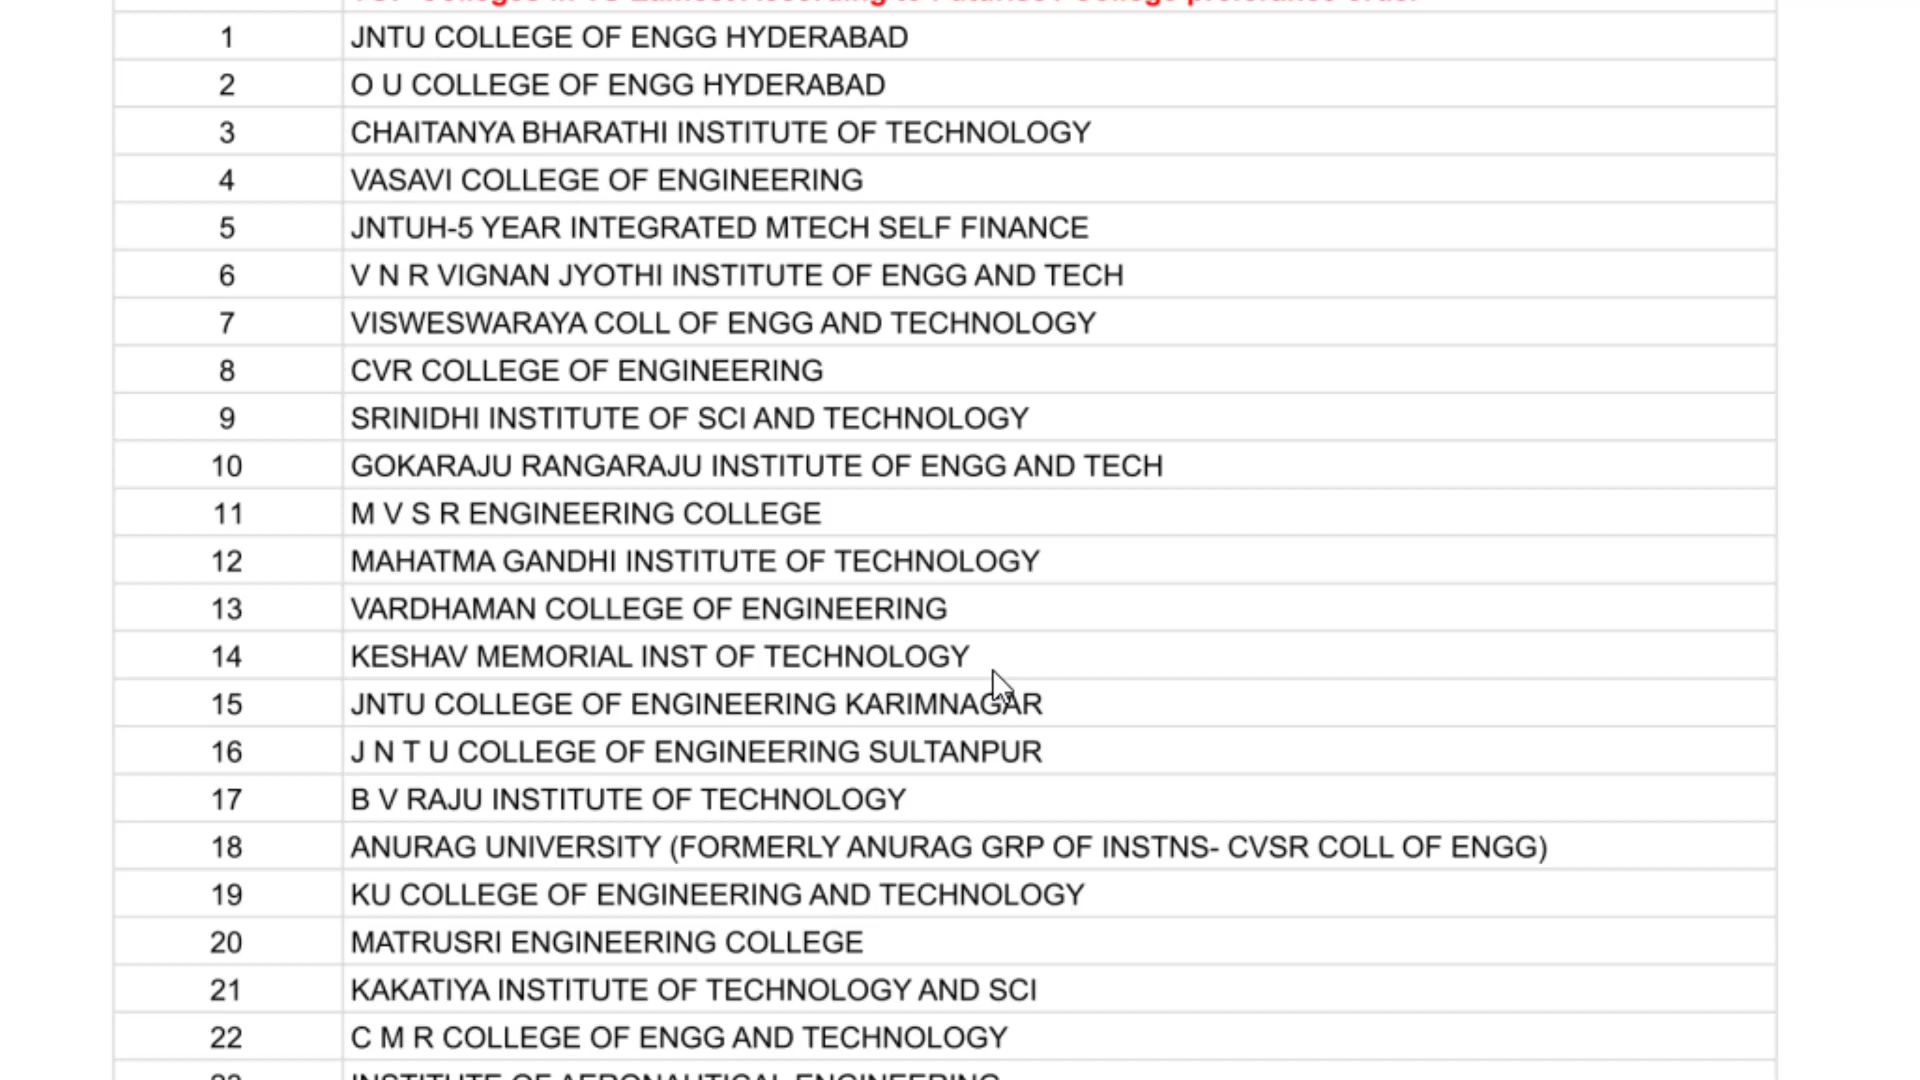 1 JNTU COLLEGE OF ENGG HYDERABAD
2 O U COLLEGE OF ENGG HYDERABAD
3 CHAITANYA BHARATHI INSTITUTE OF TECHNOLOGY
4 VASAVI COLLEGE OF ENGINEERING
5 JNTUH-5 YEAR INTEGRATED MTECH SELF FINANCE
6 V N R VIGNAN JYOTHI INSTITUTE OF ENGG AND TECH
7 VISWESWARAYA COLL OF ENGG AND TECHNOLOGY
8 CVR COLLEGE OF ENGINEERING
9 SRINIDHI INSTITUTE OF SCI AND TECHNOLOGY
10 GOKARAJU RANGARAJU INSTITUTE OF ENGG AND TECH
11 M V S R ENGINEERING COLLEGE
12 MAHATMA GANDHI INSTITUTE OF TECHNOLOGY
13 VARDHAMAN COLLEGE OF ENGINEERING
14 KESHAV MEMORIAL INST OF TECHNOLOGY
15 JNTU COLLEGE OF ENGINEERING KARIMNAGAR
16 J N T U COLLEGE OF ENGINEERING SULTANPUR
17 B V RAJU INSTITUTE OF TECHNOLOGY
18 ANURAG UNIVERSITY (FORMERLY ANURAG GRP OF INSTNS- CVSR COLL OF ENGG)
19 KU COLLEGE OF ENGINEERING AND TECHNOLOGY
20 MATRUSRI ENGINEERING COLLEGE
21 KAKATIYA INSTITUTE OF TECHNOLOGY AND SCI
22 C M R COLLEGE OF ENGG AND TECHNOLOGY
23 INSTITUTE OF AERONAUTICAL ENGINEERING